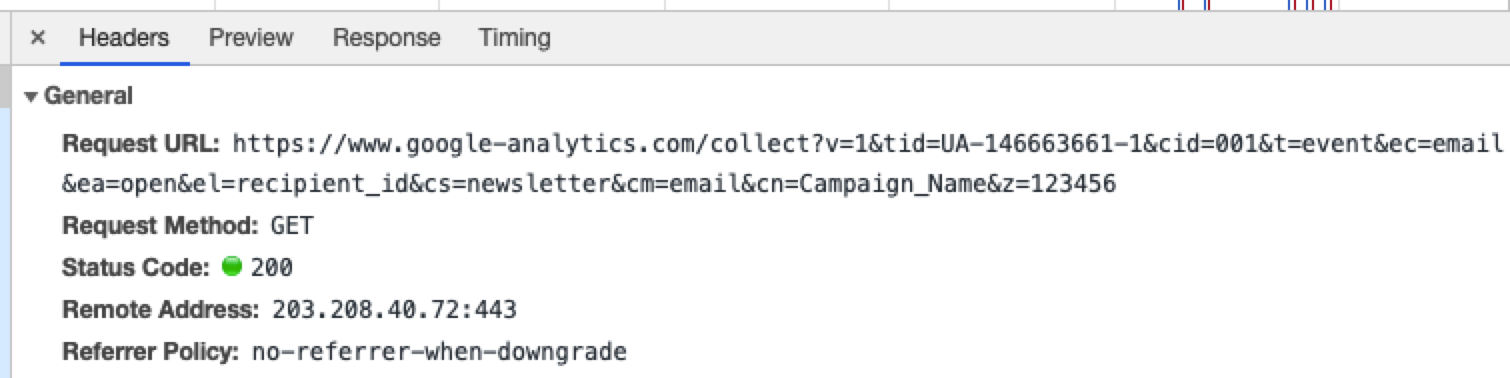 × Headers Preview Response Timing
▼ General
Request URL: https://www.google-analytics.com/collect?v=1&tid=UA-146663661-1&cid=001&t=event&ec=email
&ea=open&el=recipient_id&cs=newsletter&cm=email&cn=Campaign_Name&z=123456
Request Method: GET
Status Code: 200
Remote Address: 203.208.40.72:443
Referrer Policy: no-referrer-when-downgrade